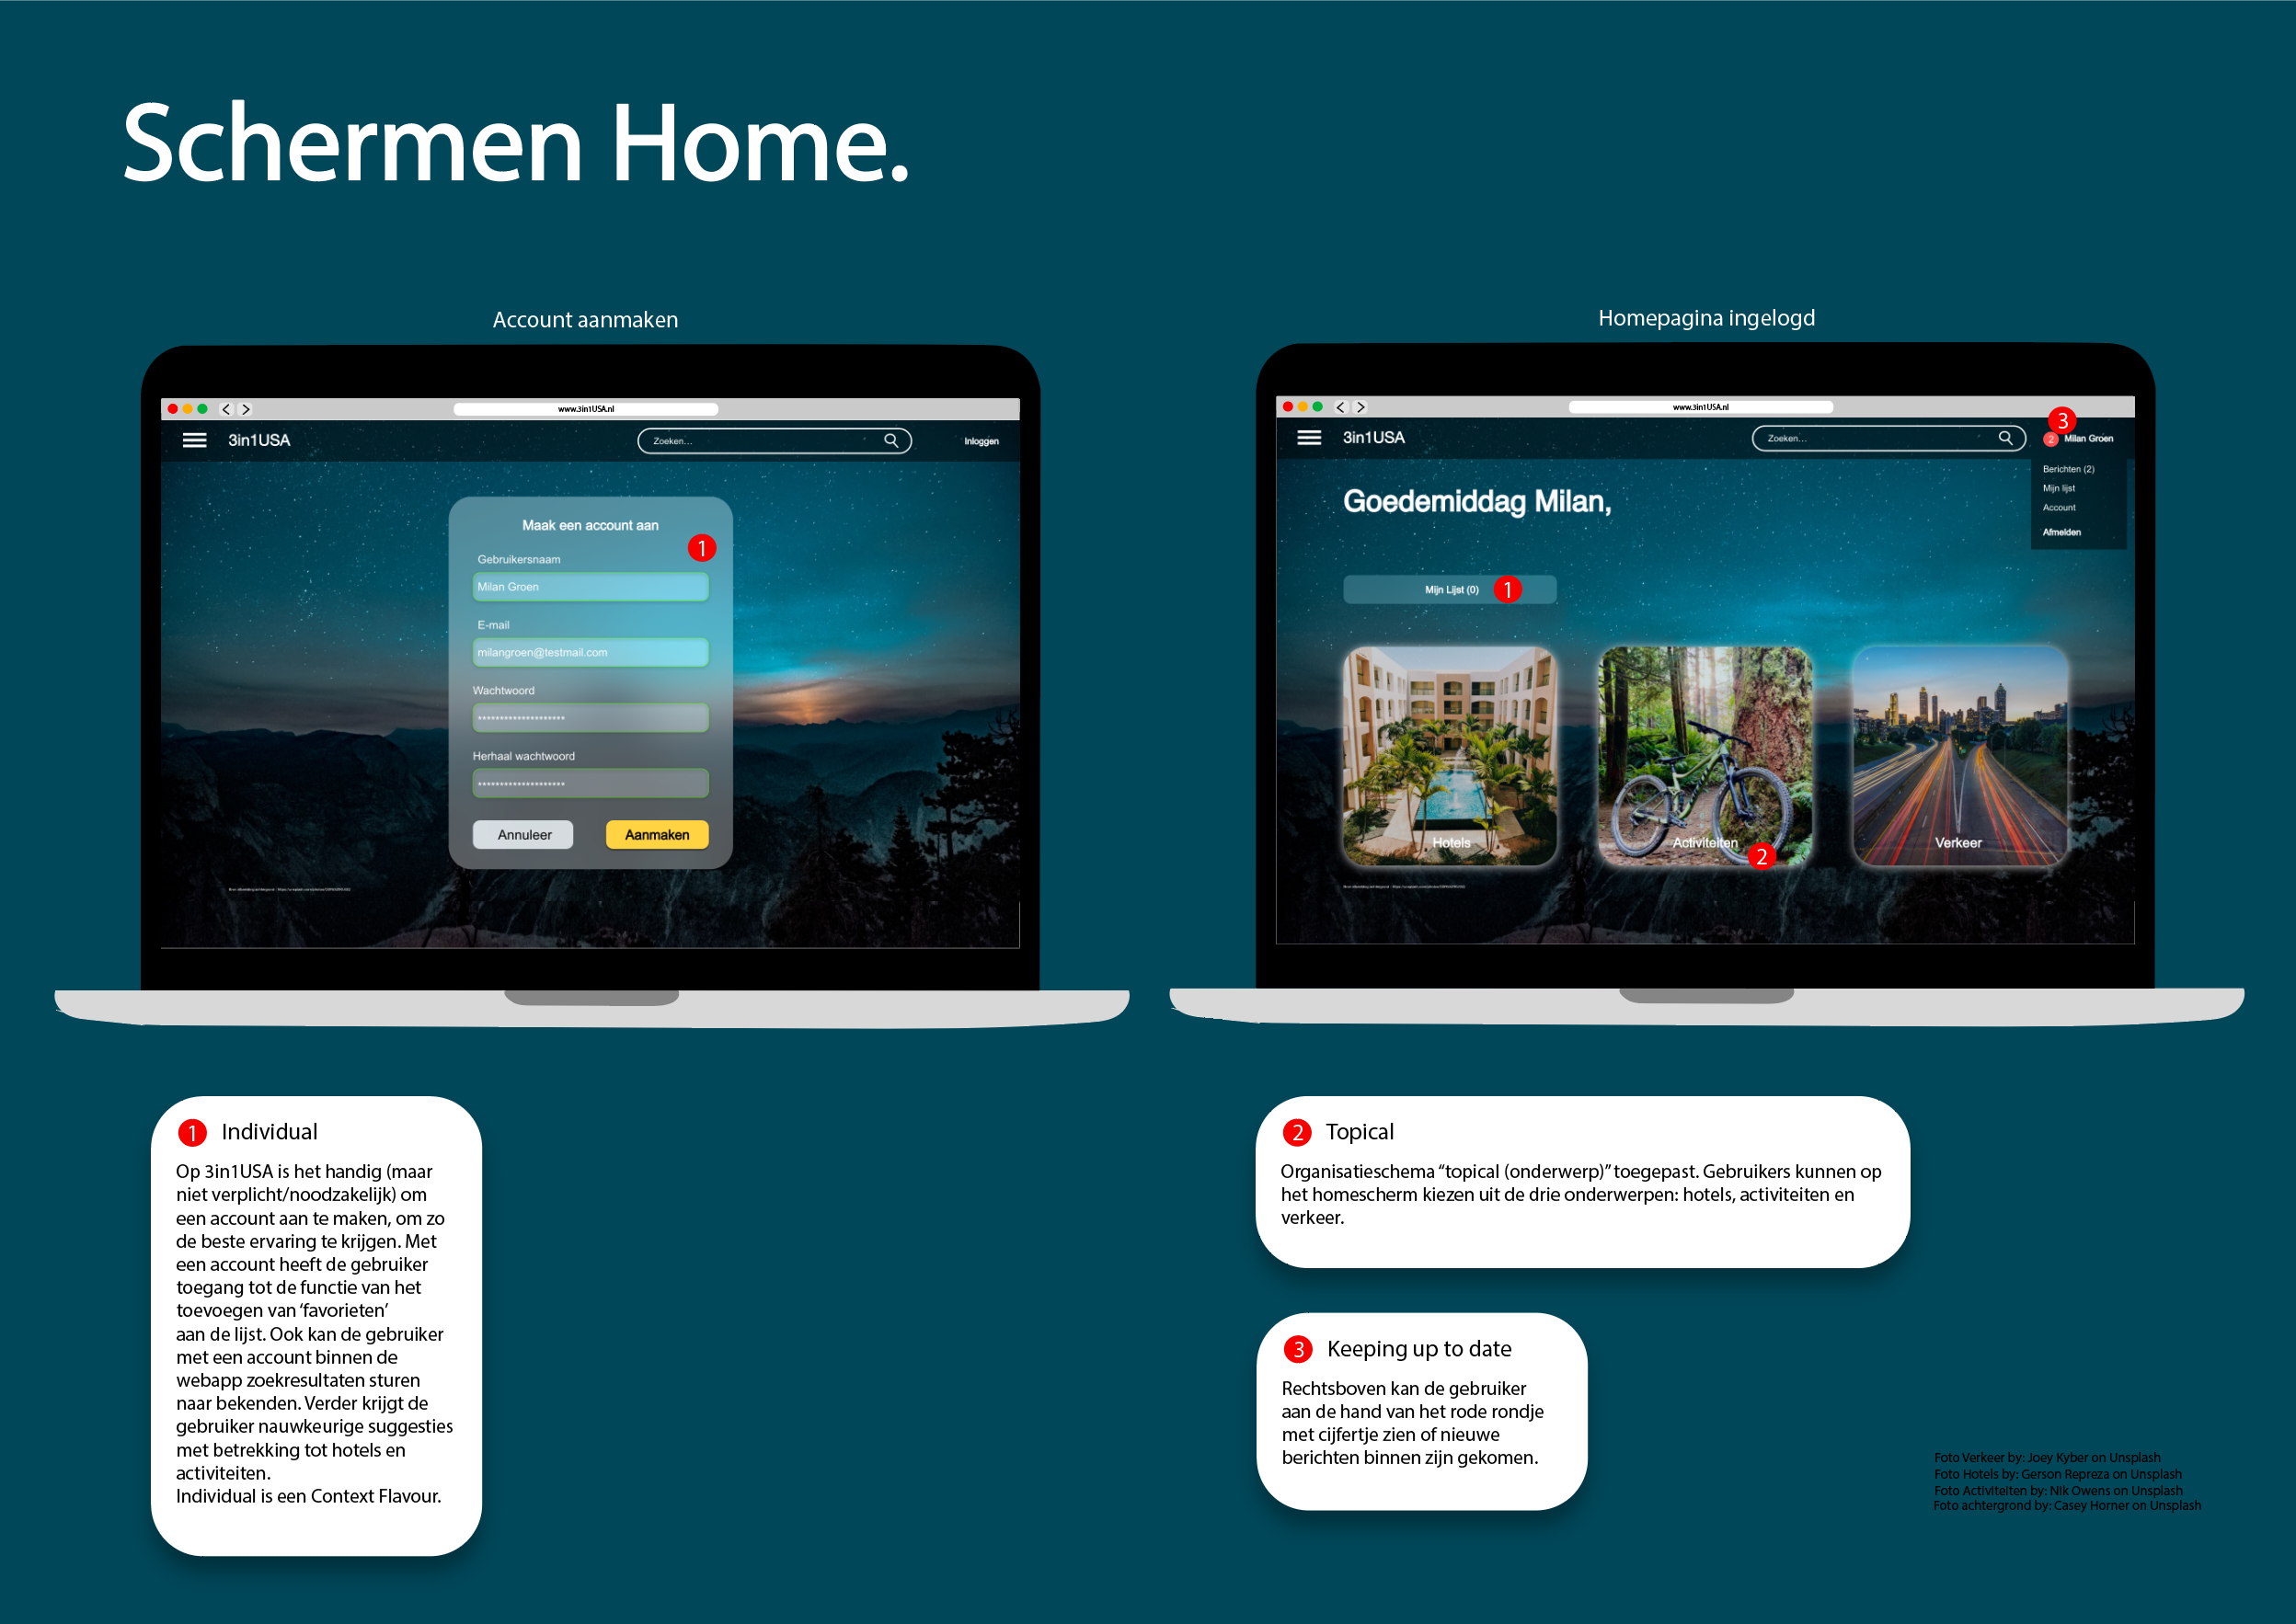 Schermen Home.
Account aanmaken
www.3in1USA.nl
3in1USA
Zoeken...
Inloggen
Maak een account aan
1
Gebruikersnaam
Milan Groen
E-mail
milangroen@testmail.com
Wachtwoord
********************
Herhaal wachtwoord
********************
Annuleer
Aanmaken
Homepagina ingelogd
www.3in1USA.nl
3
3in1USA
Zoeken...
2 Milan Groen
Berichten (2)
Mijn lijst
Account
Afmelden
Goedemiddag Milan,
Mijn Lijst (0) 1
Hotels
Activiteiten
2
Verkeer
1 Individual
Op 3in1USA is het handig (maar
niet verplicht/noodzakelijk) om
een account aan te maken, om zo
de beste ervaring te krijgen. Met
een account heeft de gebruiker
toegang tot de functie van het
toevoegen van ‘favorieten’
aan de lijst. Ook kan de gebruiker
met een account binnen de
webapp zoekresultaten sturen
naar bekenden. Verder krijgt de
gebruiker nauwkeurige suggesties
met betrekking tot hotels en
activiteiten.
Individual is een Context Flavour.
2 Topical
Organisatieschema “topical (onderwerp)” toegepast. Gebruikers kunnen op
het homescherm kiezen uit de drie onderwerpen: hotels, activiteiten en
verkeer.
3 Keeping up to date
Rechtsboven kan de gebruiker
aan de hand van het rode rondje
met cijfertje zien of nieuwe
berichten binnen zijn gekomen.
Foto Verkeer by: Joey Kyber on Unsplash
Foto Hotels by: Gerson Repreza on Unsplash
Foto Activiteiten by: Nik Owens on Unsplash
Foto achtergrond by: Casey Horner on Unsplash